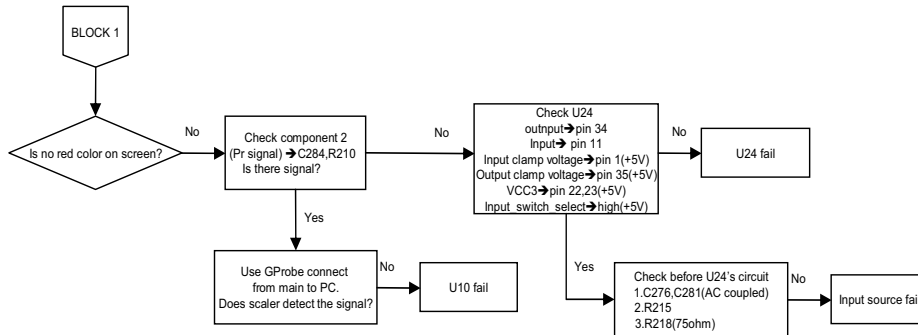 BLOCK 1
Is no red color on screen?
No
Check component 2
(Pr signal) ➔ C284,R210
Is there signal?
No
Check U24
outnput➔ pin 34
Input➔ pin 11
Input clamp voltage➔pin 1(+5V)
Output clamp voltage➔pin 35(+5V)
VCC3➔pin 22,23(+5V)
Input_switch_select➔high(+5V)
No
U24 fail
Yes
Use GProbe connect
from main to PC.
Does scaler detect the signal?
No
U10 fail
Yes
Check before U24's circuit
1.C276,C281(AC coupled)
2.R215
3.R218(75ohm)
No
Input source fail